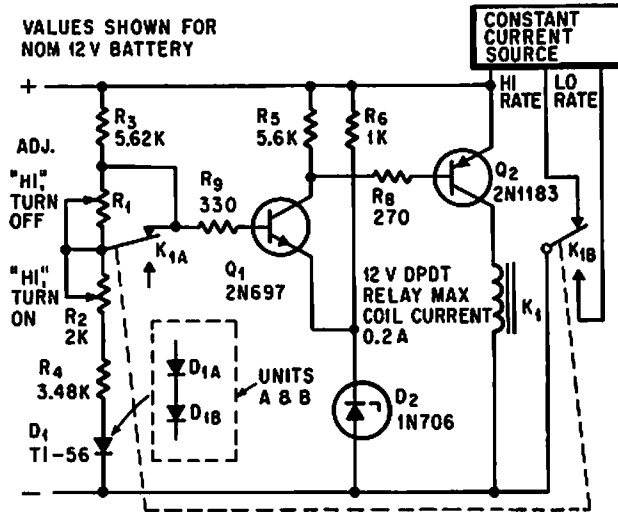 VALUES SHOWN FOR
NOM 12V BATTERY
CONSTANT
CURRENT
SOURCE
HI
RATE
LO
RATE
+
R3
5.62K
R5
5.6K
R6
1K
ADJ.
"HI,"
TURN
OFF
R1
R9
330
K1A
Q1
2N697
R8
270
Q2
2N1183
K1B
"HI,"
TURN
ON
R2
2K
12 V DPDT
RELAY MAX
COIL CURRENT
0.2A
K1
R4
3.48K
D1A
D1B
UNITS
A & B
D1
TI-56
D2
1N706
—